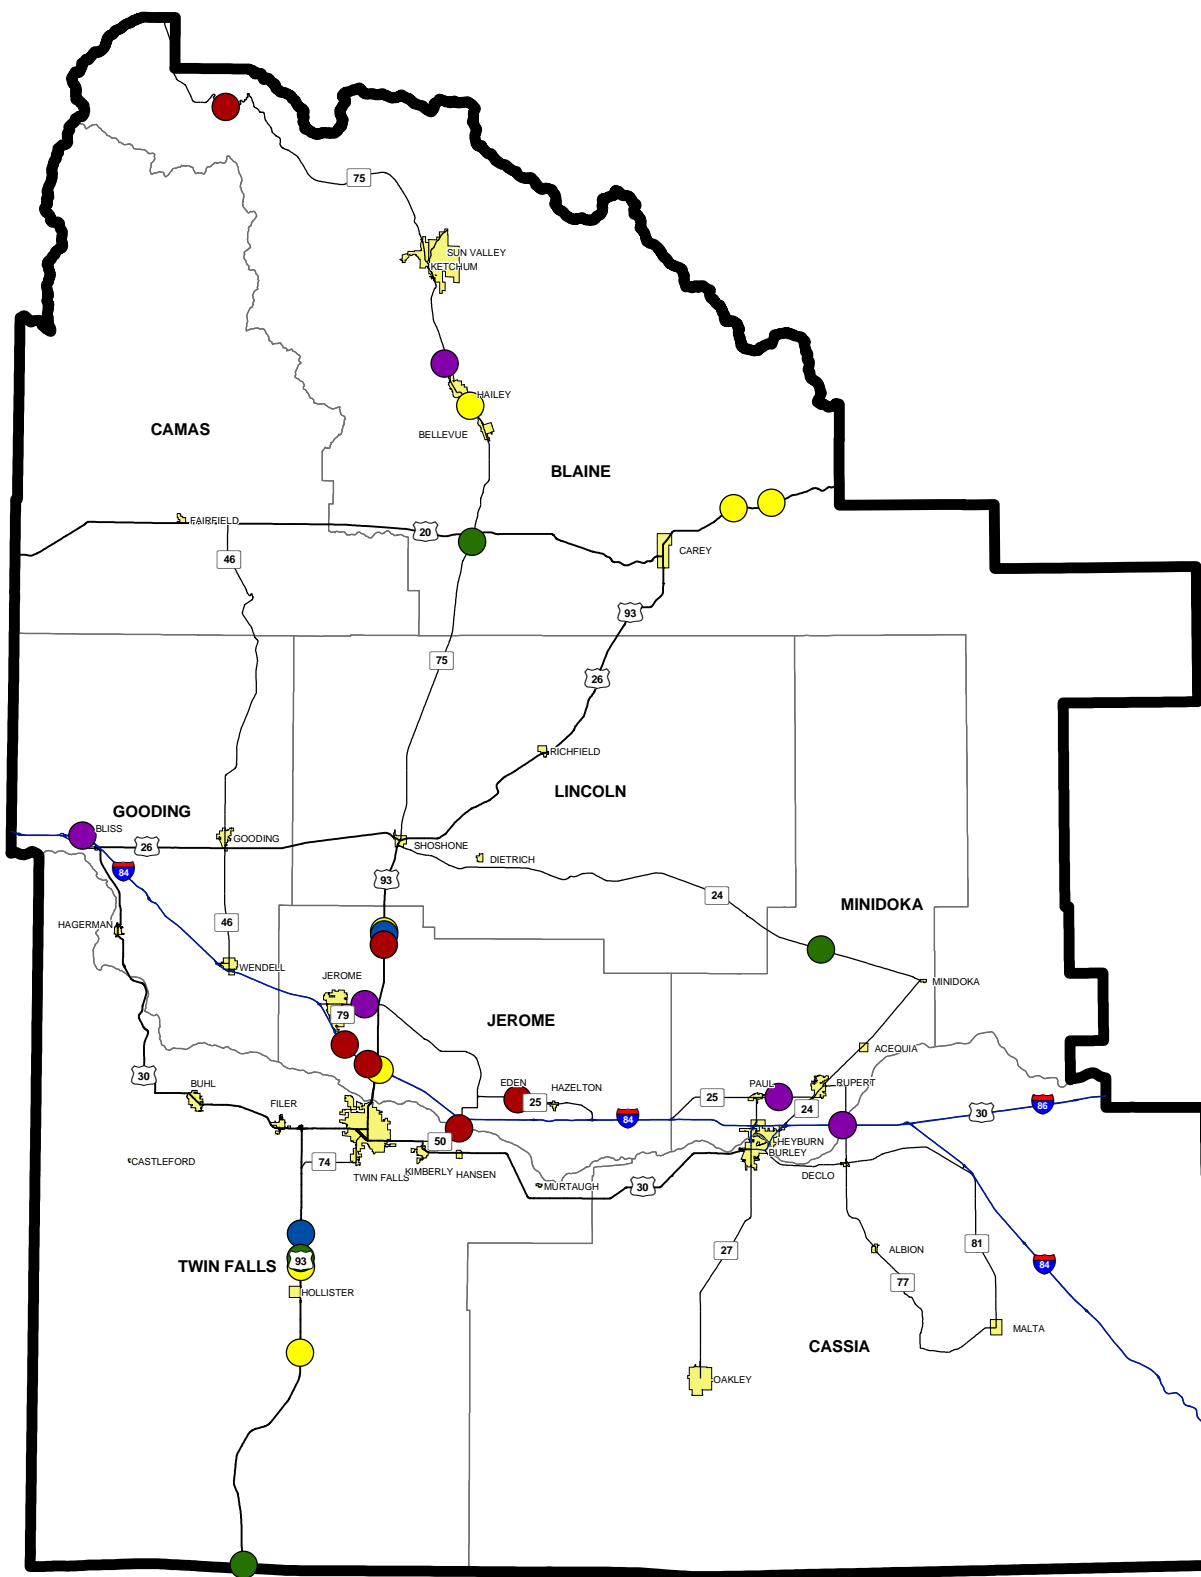 75
SUN VALLEY
KETCHUM
HAILEY
CAMAS
BELLEVUE
BLAINE
FAIRFIELD
20
46
CAREY
93
75
26
RICHFIELD
LINCOLN
GOODING
BLISS
26
GOODING
SHOSHONE
DIETRICH
84
93
24
MINIDOKA
HAGERMAN
46
WENDELL
JEROME
MINIDOKA
79
JEROME
ACEQUIA
30
BUHL
EDEN
HAZELTON
PAUL
RUPERT
FILER
25
25
24
86
84
30
50
HEYBURN
BURLEY
CASTLEFORD
74
TWIN FALLS
KIMBERLY
HANSEN
DECLO
MURTAUGH
30
27
ALBION
81
93
TWIN FALLS
84
77
HOLLISTER
MALTA
CASSIA
OAKLEY